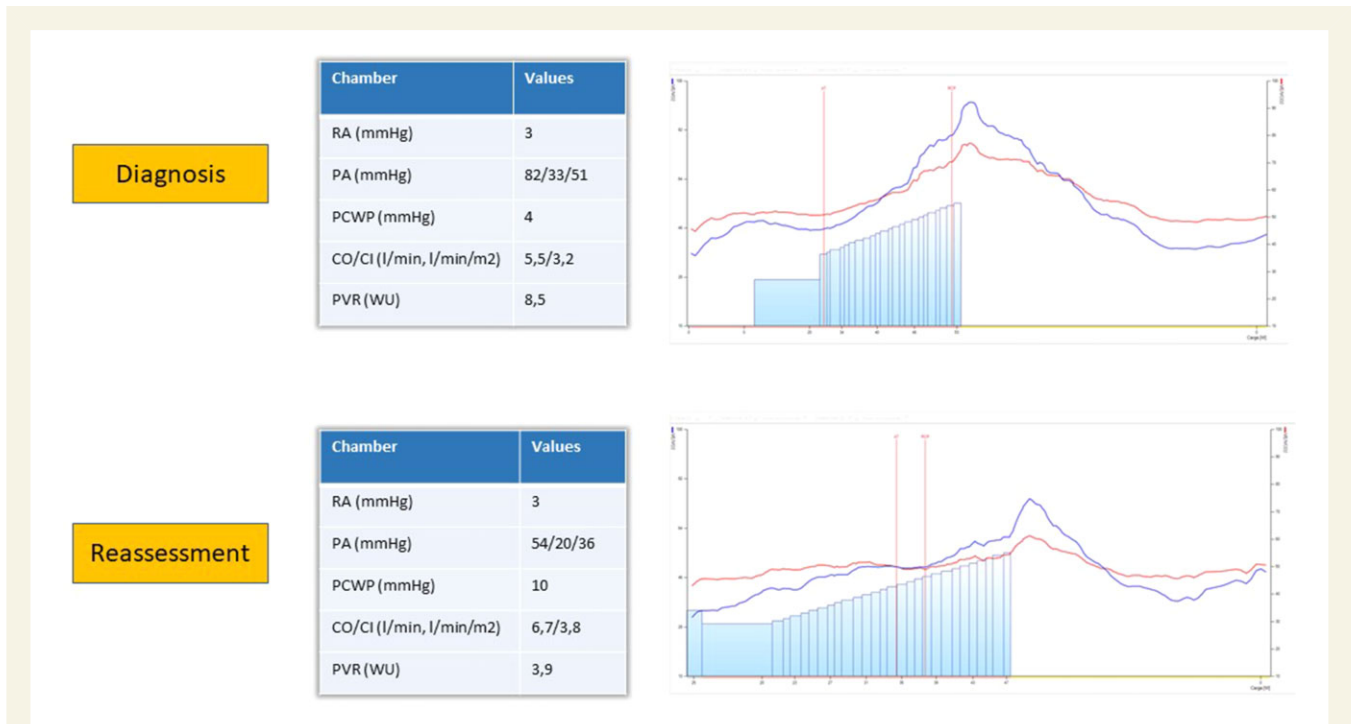 Diagnosis
Chamber Values
RA (mmHg) 3
PA (mmHg) 82/33/51
PCWP (mmHg) 4
CO/CI (l/min, l/min/m2) 5,5/3,2
PVR (WU) 8,5
Carga [W]
Reassessment
Chamber Values
RA (mmHg) 3
PA (mmHg) 54/20/36
PCWP (mmHg) 10
CO/CI (l/min, l/min/m2) 6,7/3,8
PVR (WU) 3,9
Carga [W]